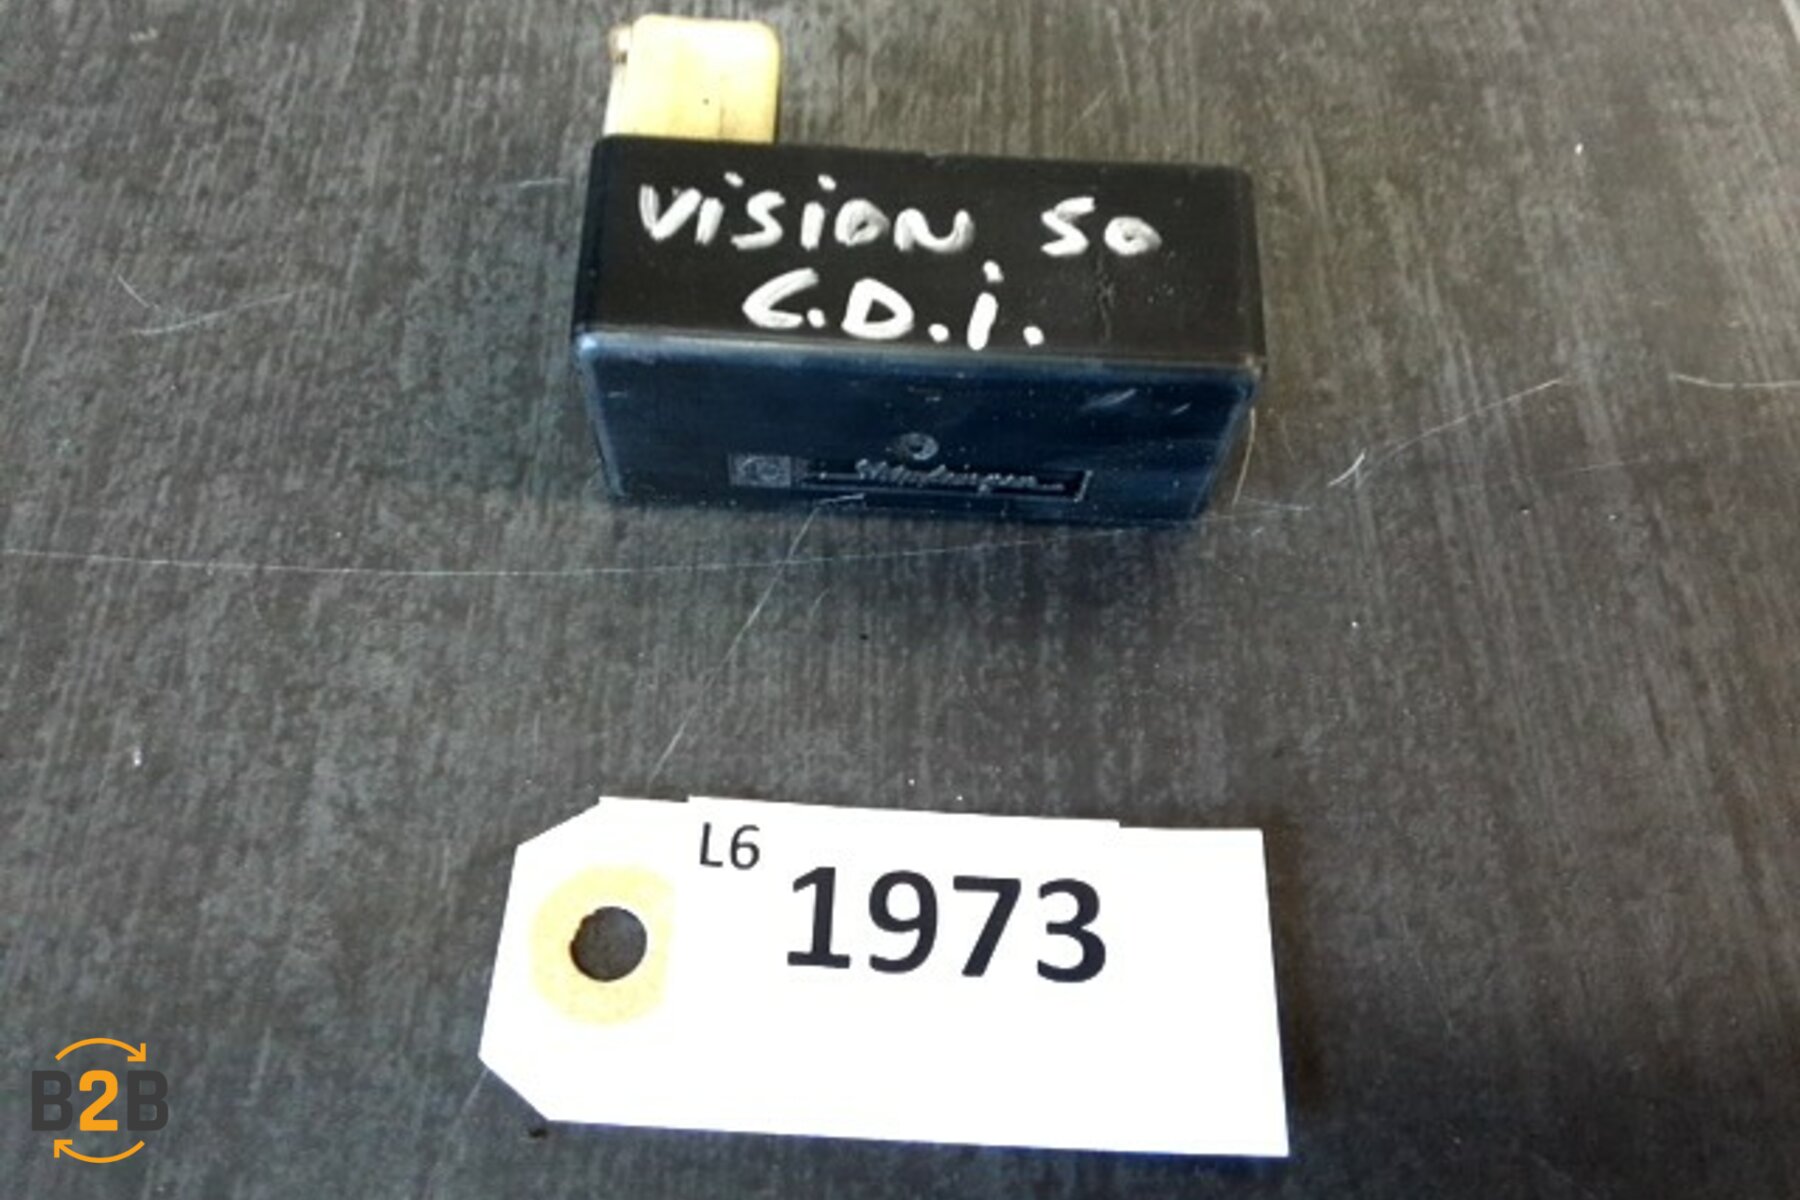 ViSiON 50
C.D.i.
L6
1973
B2B